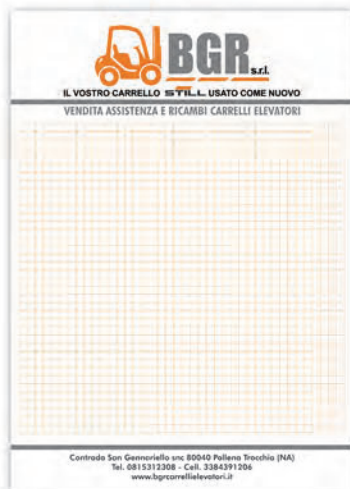 BGR s.r.l.
IL VOSTRO CARRELLO STILL USATO COME NUOVO
VENDITA ASSISTENZA E RICAMBI CARRELLI ELEVATORI
Contrada San Gennariello snc 80040 Pollena Trocchia (NA)
Tel. 0815312308 - Cell. 3384391206
www.bgrcarrellielevatori.it